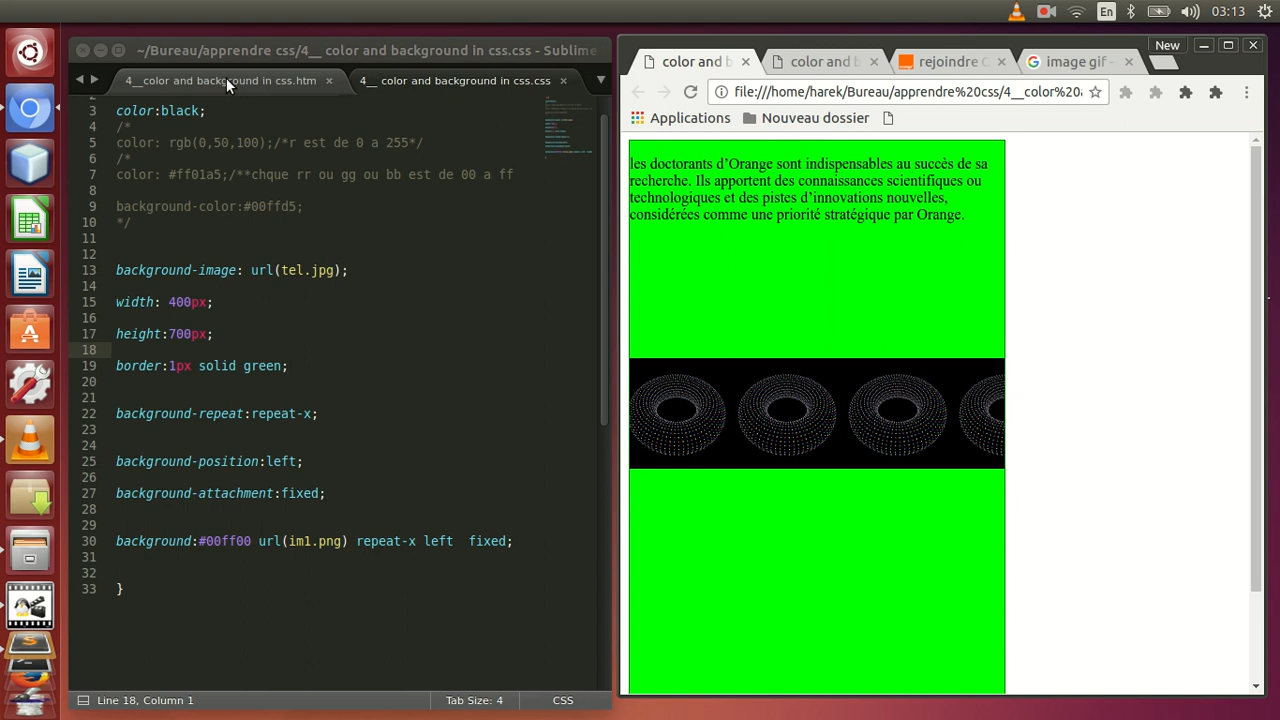 En
03:13
~/Bureau/apprendre css/4__ color and background in css.css - Sublime
4__color and background in css.htm
4__ color and background in css.css
2
3 color:black;
4 /*
5 color: rgb(0,50,100);/*r est de 0 a 255*/
6 /*
7 color: #ff01a5;/**chque rr ou gg ou bb est de 00 a ff
8
9 background-color:#00ffd5;
10 */
11
12
13 background-image: url(tel.jpg);
14
15 width: 400px;
16
17 height:700px;
18
19 border:1px solid green;
20
21
22 background-repeat:repeat-x;
23
24
25 background-position:left;
26
27 background-attachment:fixed;
28
29
30 background:#00ff00 url(im1.png) repeat-x left  fixed;
31
32
33 }
Line 18, Column 1
Tab Size: 4
CSS
New
color and b
color and b
rejoindre C
image gif -
file:///home/harek/Bureau/apprendre%20css/4__color%20
Applications
Nouveau dossier
les doctorants d’Orange sont indispensables au succès de sa
recherche. Ils apportent des connaissances scientifiques ou
technologiques et des pistes d’innovations nouvelles,
considérées comme une priorité stratégique par Orange.